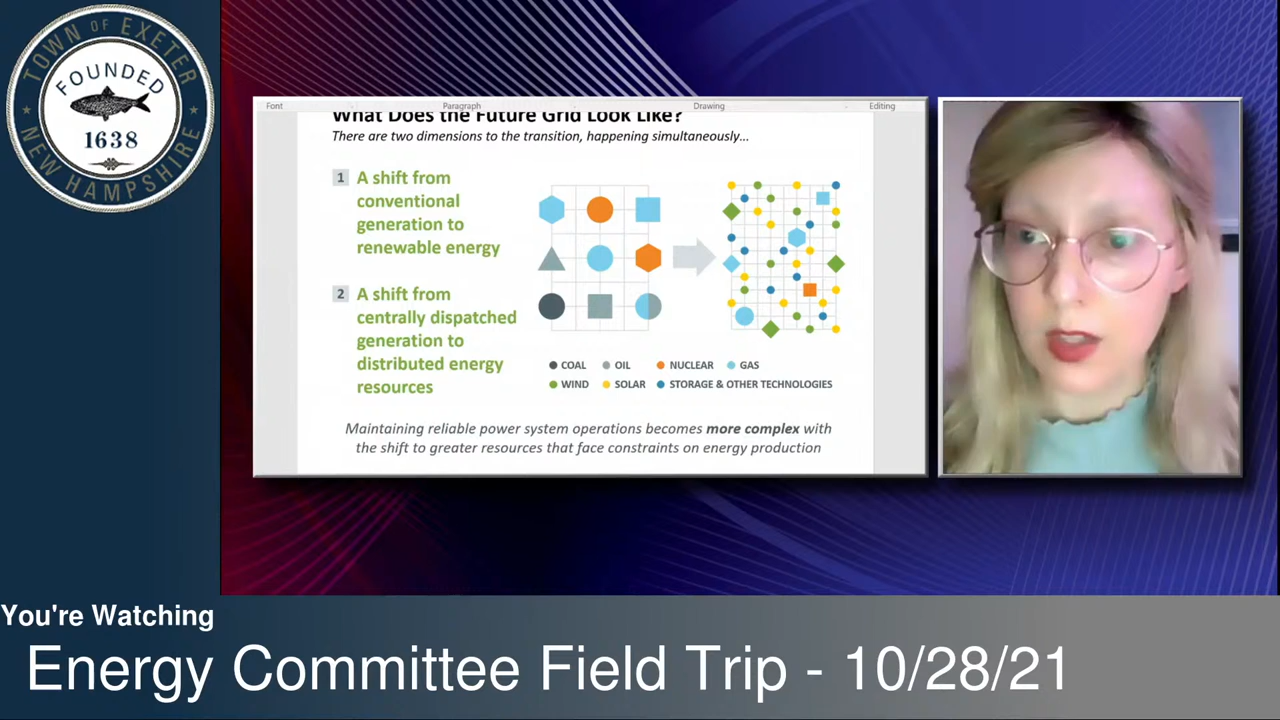 TOWN OF EXETER
FOUNDED
1638
NEW HAMPSHIRE
Font Paragraph Drawing Editing
What Does the Future Grid Look Like?
There are two dimensions to the transition, happening simultaneously...
1 A shift from
conventional
generation to
renewable energy
2 A shift from
centrally dispatched
generation to
distributed energy
resources
COAL OIL NUCLEAR GAS
WIND SOLAR STORAGE & OTHER TECHNOLOGIES
Maintaining reliable power system operations becomes more complex with
the shift to greater resources that face constraints on energy production
You're Watching
Energy Committee Field Trip - 10/28/21